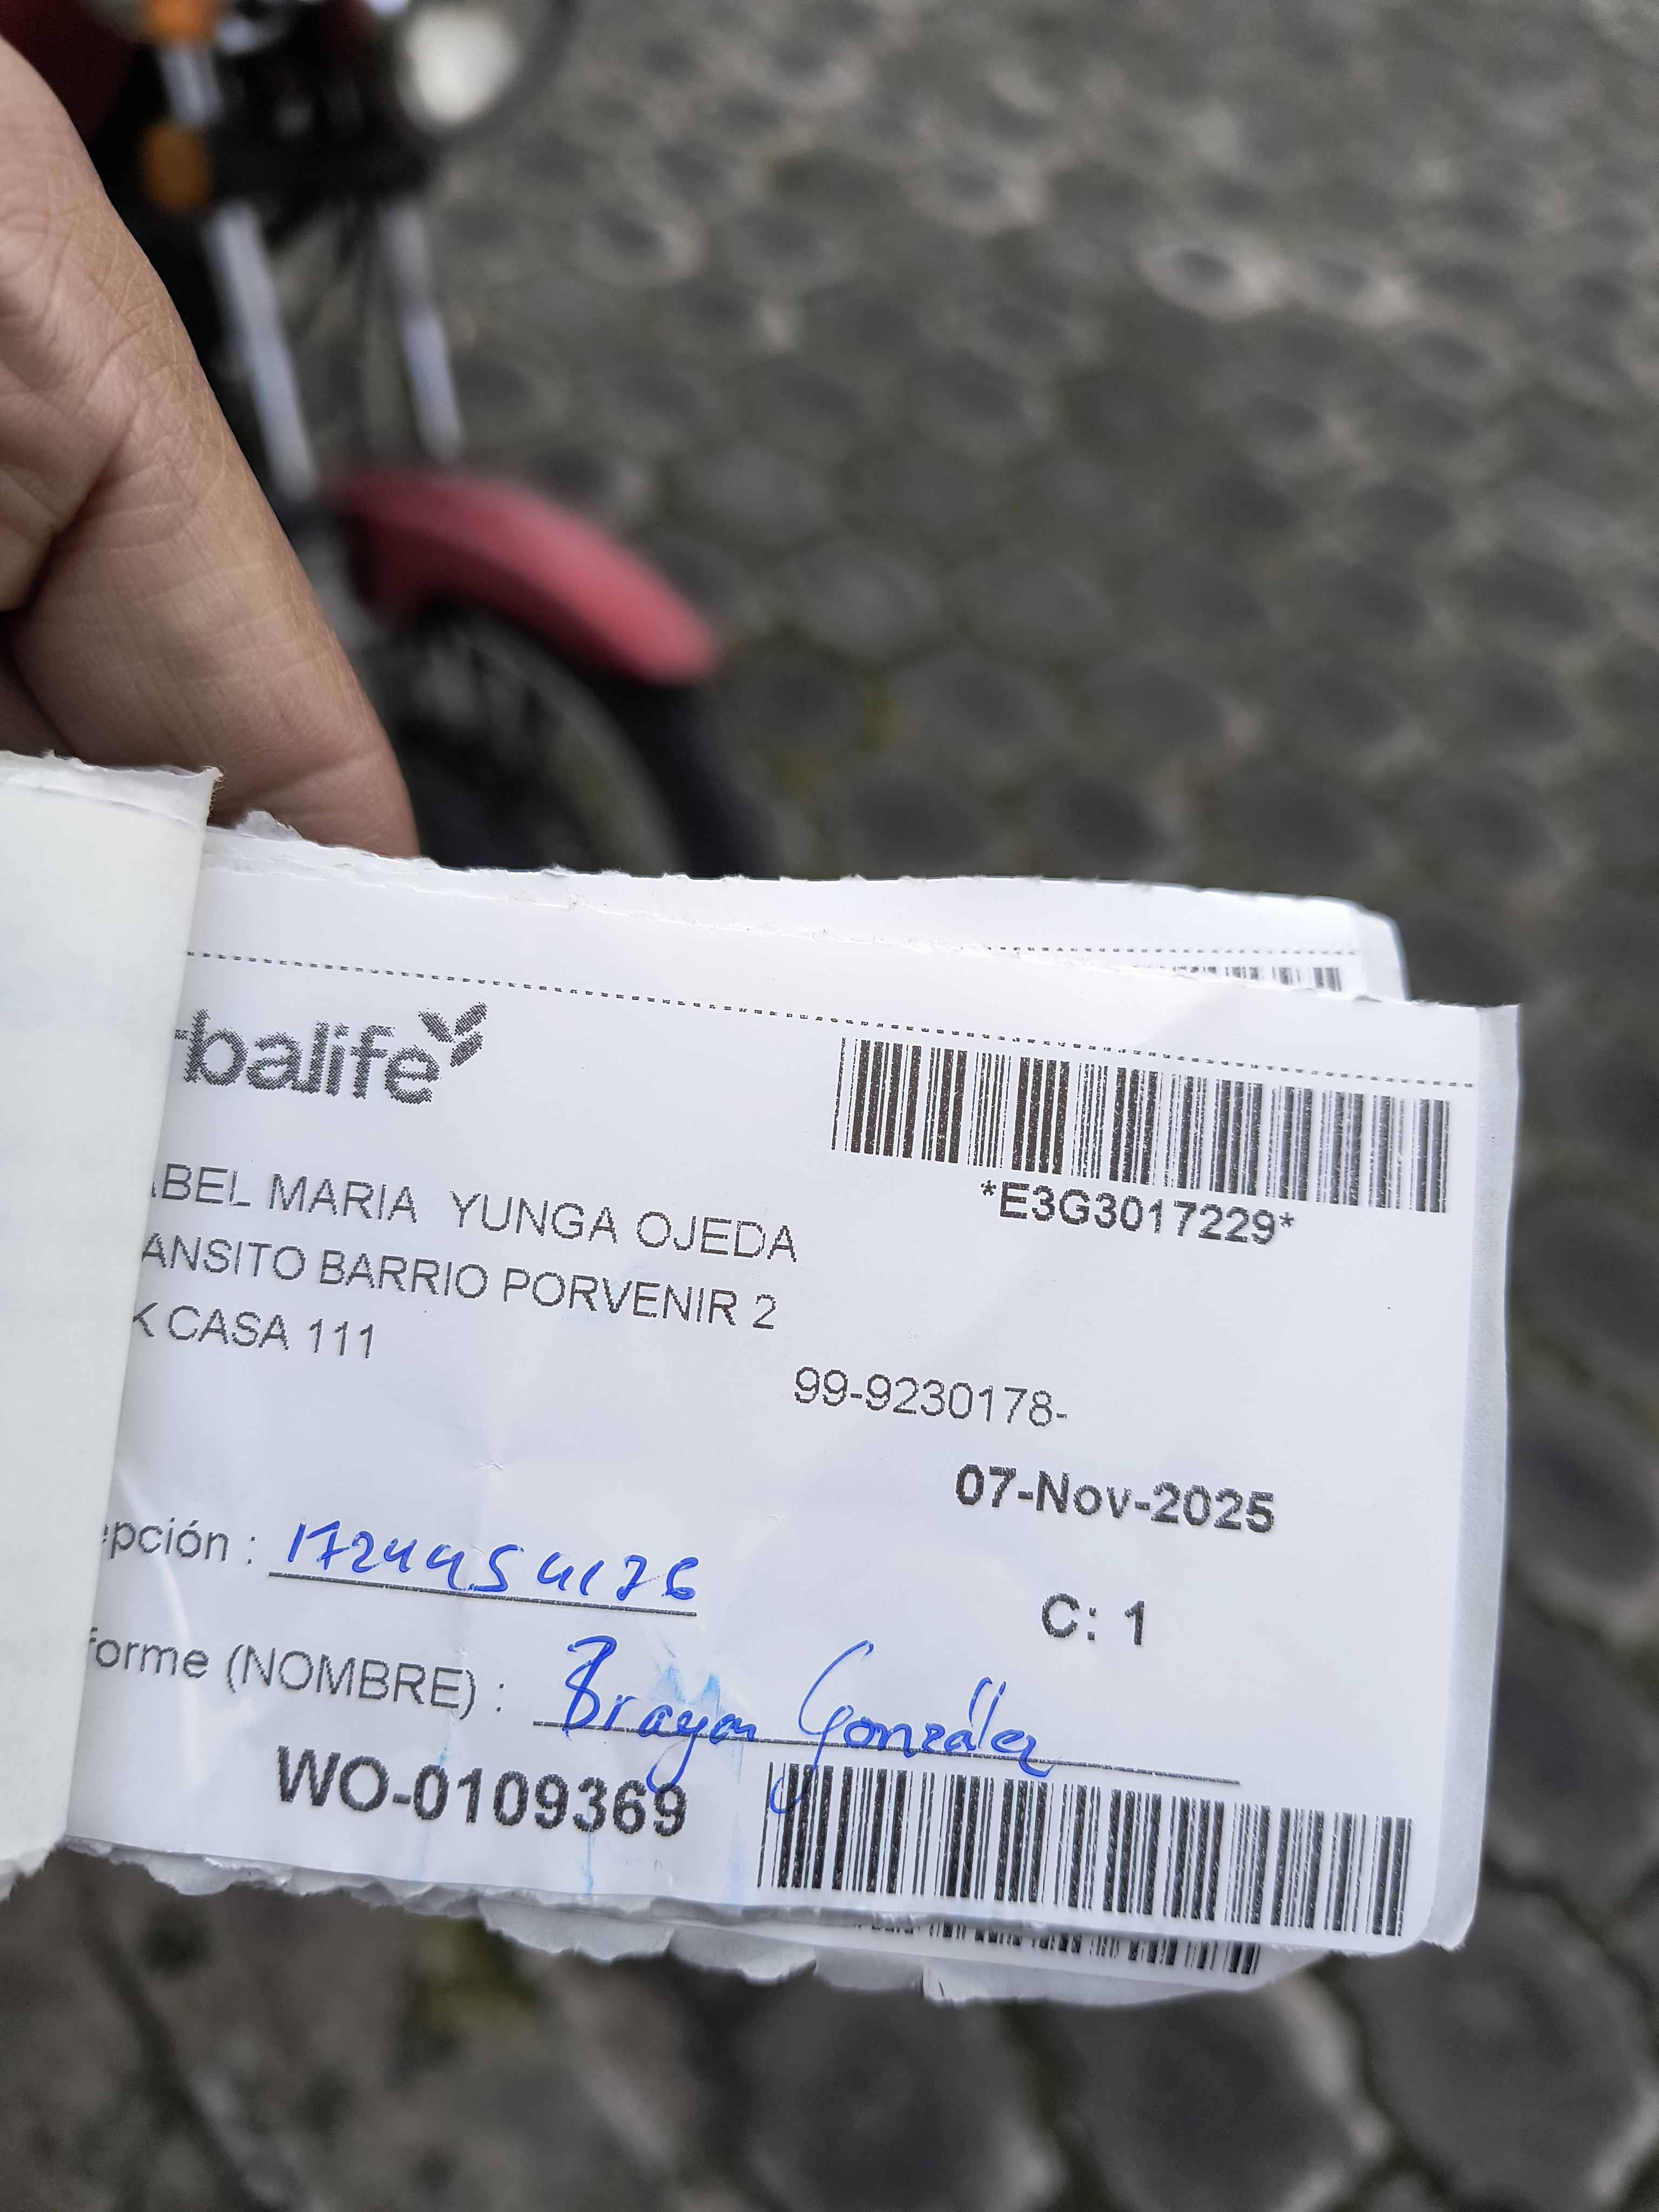 balife
*E3G3017229*
ABEL MARIA YUNGA OJEDA
ANSITO BARRIO PORVENIR 2
K CASA 111
99-9230178-
07-Nov-2025
epción : 1724454176
C: 1
forme (NOMBRE) : Brayan González
WO-0109369